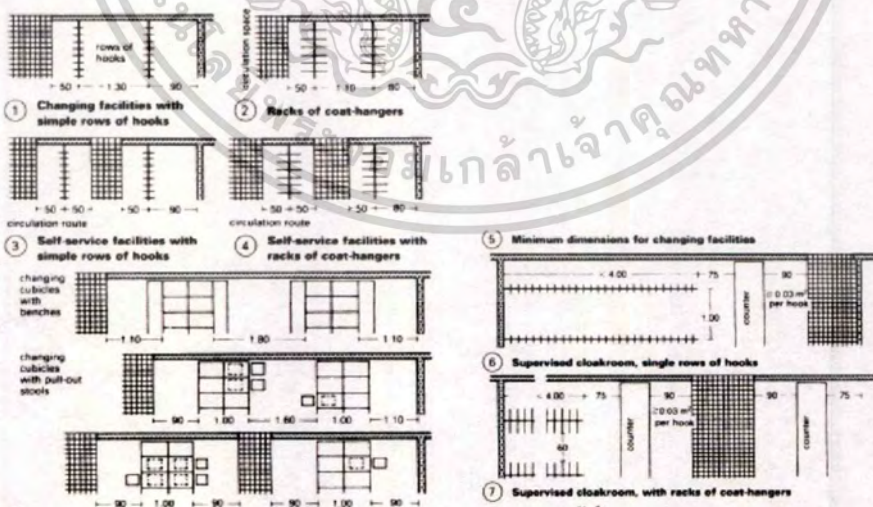 rows of
hooks
circulation space
50 1.30 90
50 1.10 80
1 Changing facilities with
simple rows of hooks
2 Racks of coat-hangers
50 50 50 90
50 50 50 80
circulation route
circulation route
3 Self-service facilities with
simple rows of hooks
4 Self-service facilities with
racks of coat-hangers
changing
cubicles
with
benches
1.10 1.80 1.10
changing
cubicles
with pull-out
stools
90 1.00 1.60 1.00 1.10
90 1.00 90 90 1.00 90
5 Minimum dimensions for changing facilities
< 4.00 75 90
counter
≥ 0.03 m²
per hook
1.00
6 Supervised cloakroom, single rows of hooks
< 4.00 75 90 90 75
≥ 0.03 m²
per hook
60
counter
counter
7 Supervised cloakroom, with racks of coat-hangers